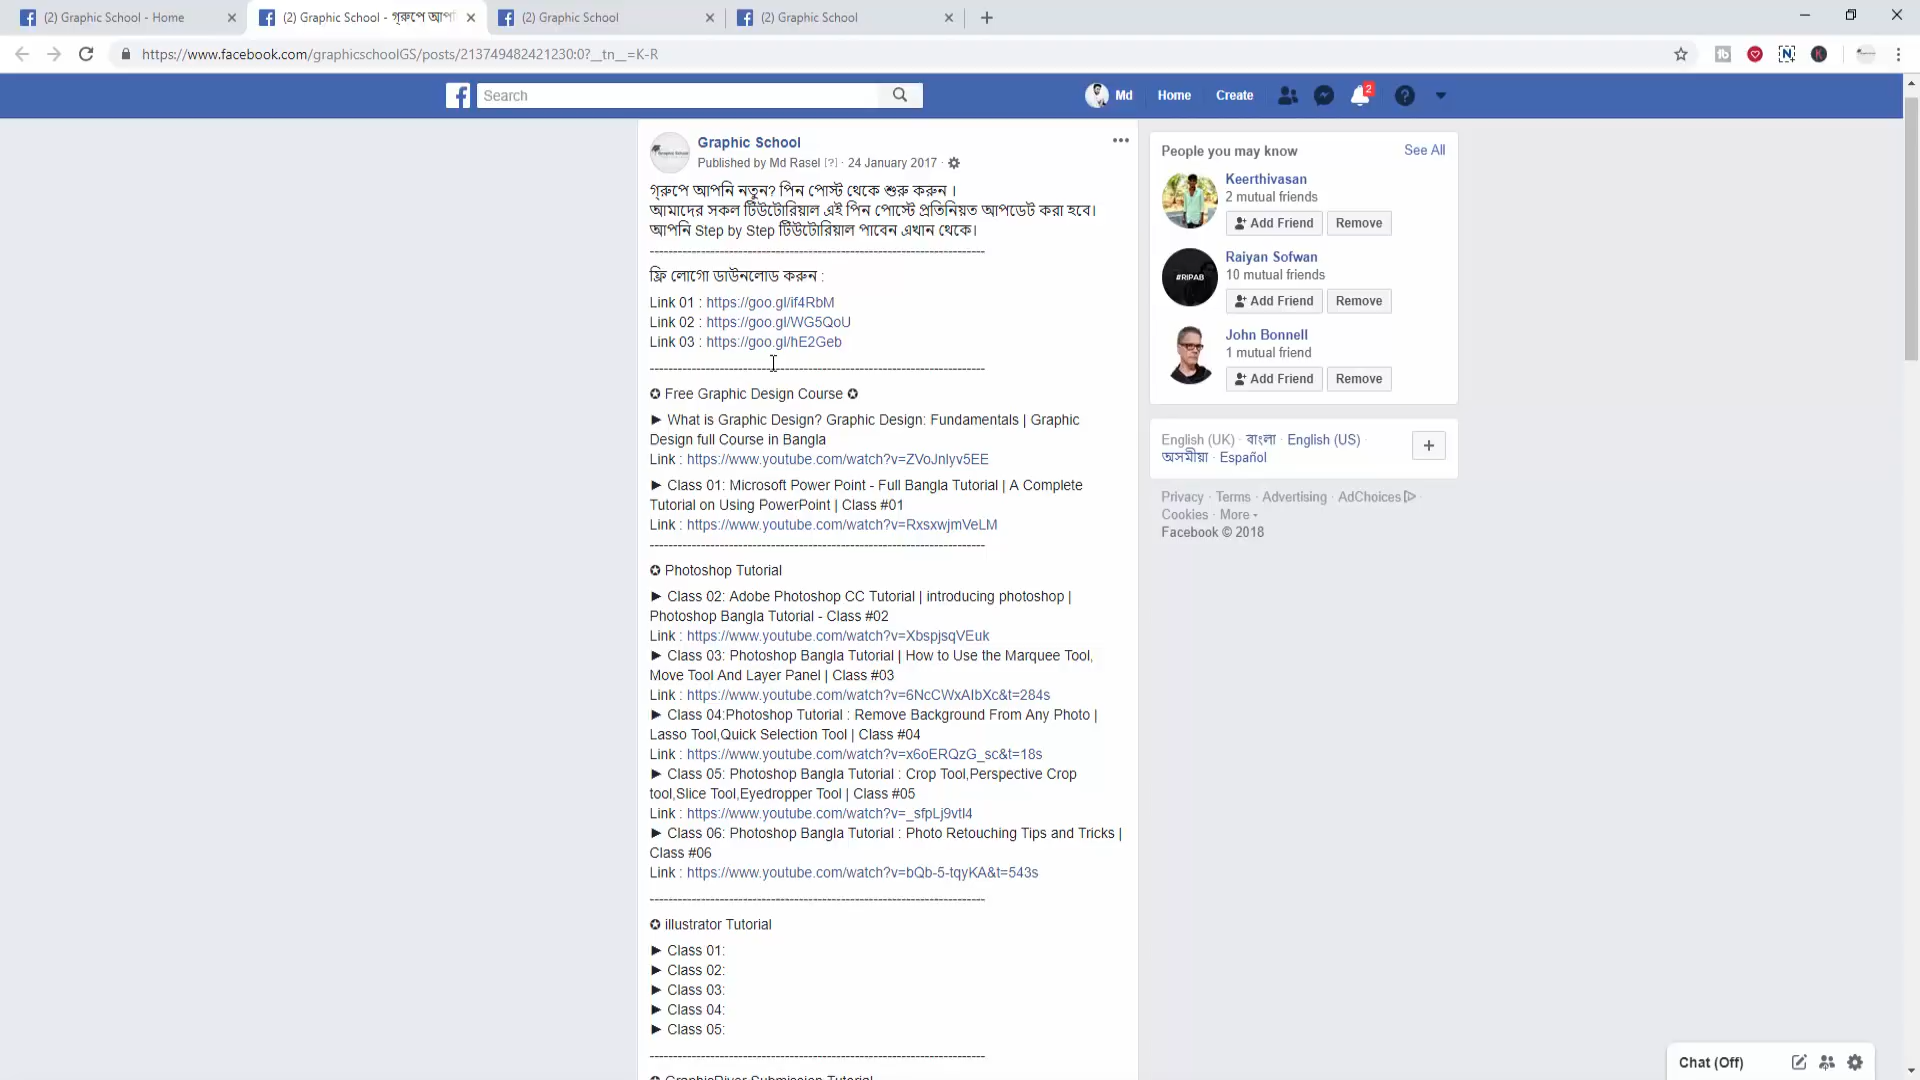 (2) Graphic School - Home
(2) Graphic School - গ্রুপে আপ
(2) Graphic School
(2) Graphic School
https://www.facebook.com/graphicschoolGS/posts/213749482421230:0?__tn__=K-R
Search
Md
Home
Create
2
Graphic School
Published by Md Rasel [?] · 24 January 2017 ·
গ্রুপে আপনি নতুন? পিন পোস্ট থেকে শুরু করুন ।
আমাদের সকল টিউটোরিয়াল এই পিন পোস্টে প্রতিনিয়ত আপডেট করা হবে।
আপনি Step by Step টিউটোরিয়াল পাবেন এখান থেকে।
------------------------------------------------------------------------
ফ্রি লোগো ডাউনলোড করুন :
Link 01 : https://goo.gl/if4RbM
Link 02 : https://goo.gl/WG5QoU
Link 03 : https://goo.gl/hE2Geb
------------------------------------------------------------------------
✪ Free Graphic Design Course ✪
► What is Graphic Design? Graphic Design: Fundamentals | Graphic
Design full Course in Bangla
Link : https://www.youtube.com/watch?v=ZVoJnlyv5EE
► Class 01: Microsoft Power Point - Full Bangla Tutorial | A Complete
Tutorial on Using PowerPoint | Class #01
Link : https://www.youtube.com/watch?v=RxsxwjmVeLM
------------------------------------------------------------------------
✪ Photoshop Tutorial
► Class 02: Adobe Photoshop CC Tutorial | introducing photoshop |
Photoshop Bangla Tutorial - Class #02
Link : https://www.youtube.com/watch?v=XbspjsqVEuk
► Class 03: Photoshop Bangla Tutorial | How to Use the Marquee Tool,
Move Tool And Layer Panel | Class #03
Link : https://www.youtube.com/watch?v=6NcCWxAIbXc&t=284s
► Class 04:Photoshop Tutorial : Remove Background From Any Photo |
Lasso Tool,Quick Selection Tool | Class #04
Link : https://www.youtube.com/watch?v=x6oERQzG_sc&t=18s
► Class 05: Photoshop Bangla Tutorial : Crop Tool,Perspective Crop
tool,Slice Tool,Eyedropper Tool | Class #05
Link : https://www.youtube.com/watch?v=_sfpLj9vtI4
► Class 06: Photoshop Bangla Tutorial : Photo Retouching Tips and Tricks |
Class #06
Link : https://www.youtube.com/watch?v=bQb-5-tqyKA&t=543s
------------------------------------------------------------------------
✪ illustrator Tutorial
► Class 01:
► Class 02:
► Class 03:
► Class 04:
► Class 05:
------------------------------------------------------------------------
✪ GraphicRiver Submission Tutorial
People you may know
See All
Keerthivasan
2 mutual friends
Add Friend
Remove
#RIPAB
Raiyan Sofwan
10 mutual friends
Add Friend
Remove
John Bonnell
1 mutual friend
Add Friend
Remove
English (UK) · বাংলা · English (US) ·
অসমীয়া · Español
Privacy · Terms · Advertising · AdChoices ·
Cookies · More
Facebook © 2018
Chat (Off)